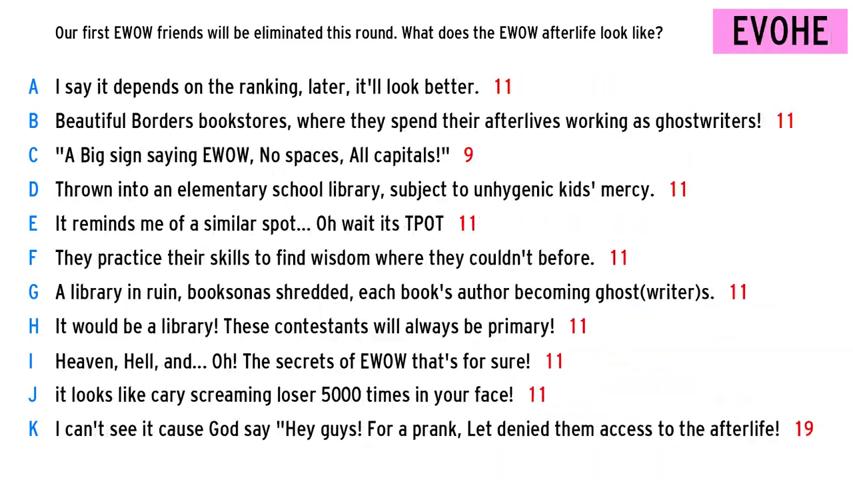 Our first EWOW friends will be eliminated this round. What does the EWOW afterlife look like?
EVOHE
A I say it depends on the ranking, later, it'll look better. 11
B Beautiful Borders bookstores, where they spend their afterlives working as ghostwriters! 11
C "A Big sign saying EWOW, No spaces, All capitals!" 9
D Thrown into an elementary school library, subject to unhygenic kids' mercy. 11
E It reminds me of a similar spot... Oh wait its TPOT 11
F They practice their skills to find wisdom where they couldn't before. 11
G A library in ruin, booksonas shredded, each book's author becoming ghost(writer)s. 11
H It would be a library! These contestants will always be primary! 11
I Heaven, Hell, and... Oh! The secrets of EWOW that's for sure! 11
J it looks like cary screaming loser 5000 times in your face! 11
K I can't see it cause God say "Hey guys! For a prank, Let denied them access to the afterlife! 19